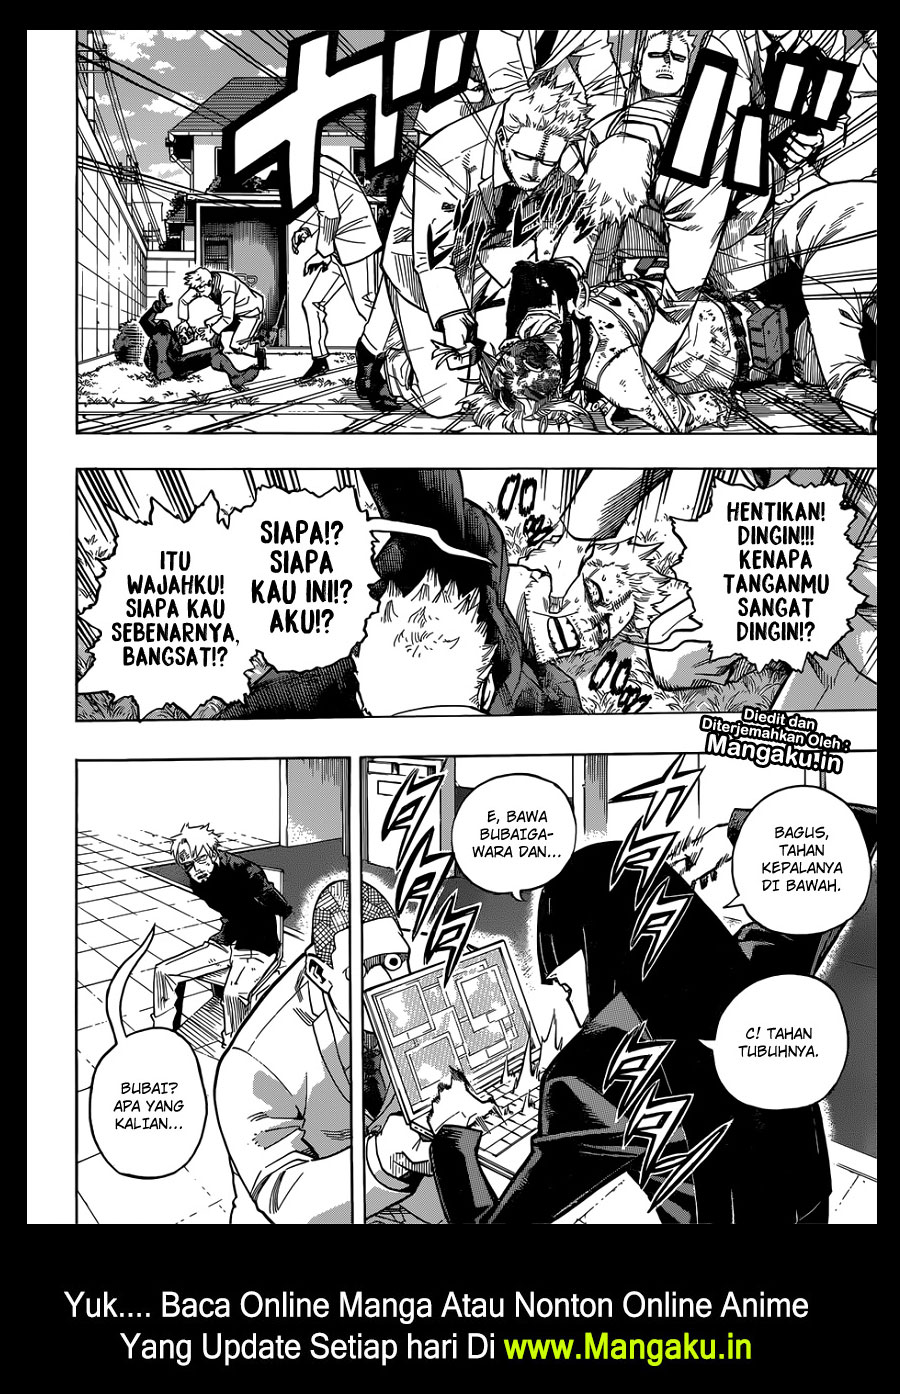 HENTIKAN!
DINGIN!!!
KENAPA
TANGANMU
SANGAT
DINGIN!?
SIAPA!?
SIAPA
KAU INI!?
AKU!?
ITU
WAJAHKU!
SIAPA KAU
SEBENARNYA,
BANGSAT!?
Diedit dan
Diterjemahkan Oleh :
Mangaku.in
BAGUS,
TAHAN
KEPALANYA
DI BAWAH.
E, BAWA
BUBAIGA-
WARA DAN...
C! TAHAN
TUBUHNYA.
BUBAI?
APA YANG
KALIAN...
Yuk.... Baca Online Manga Atau Nonton Online Anime
Yang Update Setiap hari Di www.Mangaku.in